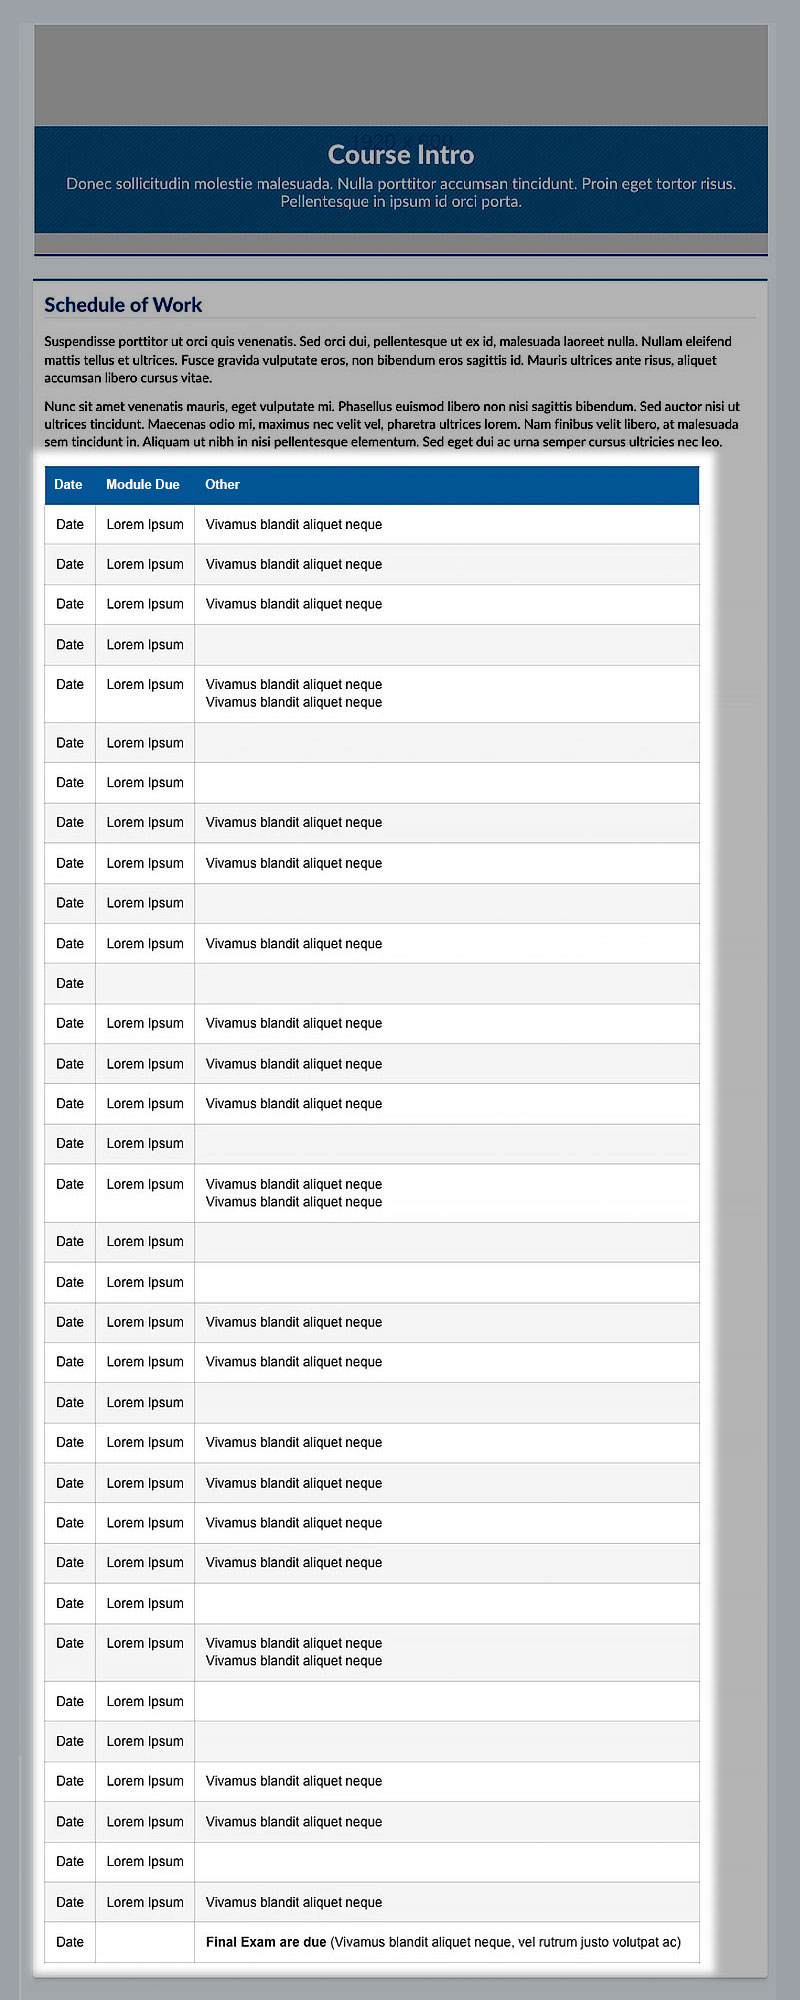 1920 x 600
Course Intro
Donec sollicitudin molestie malesuada. Nulla porttitor accumsan tincidunt. Proin eget tortor risus.
Pellentesque in ipsum id orci porta.
Schedule of Work
Suspendisse porttitor ut orci quis venenatis. Sed orci dui, pellentesque ut ex id, malesuada laoreet nulla. Nullam eleifend
mattis tellus et ultrices. Fusce gravida vulputate eros, non bibendum eros sagittis id. Mauris ultrices ante risus, aliquet
accumsan libero cursus vitae.
Nunc sit amet venenatis mauris, eget vulputate mi. Phasellus euismod libero non nisi sagittis bibendum. Sed auctor nisi ut
ultrices tincidunt. Maecenas odio mi, maximus nec velit vel, pharetra ultrices lorem. Nam finibus velit libero, at malesuada
sem tincidunt in. Aliquam ut nibh in nisi pellentesque elementum. Sed eget dui ac urna semper cursus ultricies nec leo.
Date Module Due Other
Date Lorem Ipsum Vivamus blandit aliquet neque
Date Lorem Ipsum Vivamus blandit aliquet neque
Date Lorem Ipsum Vivamus blandit aliquet neque
Date Lorem Ipsum
Date Lorem Ipsum Vivamus blandit aliquet neque
Vivamus blandit aliquet neque
Date Lorem Ipsum
Date Lorem Ipsum
Date Lorem Ipsum Vivamus blandit aliquet neque
Date Lorem Ipsum Vivamus blandit aliquet neque
Date Lorem Ipsum
Date Lorem Ipsum Vivamus blandit aliquet neque
Date
Date Lorem Ipsum Vivamus blandit aliquet neque
Date Lorem Ipsum Vivamus blandit aliquet neque
Date Lorem Ipsum Vivamus blandit aliquet neque
Date Lorem Ipsum
Date Lorem Ipsum Vivamus blandit aliquet neque
Vivamus blandit aliquet neque
Date Lorem Ipsum
Date Lorem Ipsum
Date Lorem Ipsum Vivamus blandit aliquet neque
Date Lorem Ipsum Vivamus blandit aliquet neque
Date Lorem Ipsum
Date Lorem Ipsum Vivamus blandit aliquet neque
Date Lorem Ipsum Vivamus blandit aliquet neque
Date Lorem Ipsum Vivamus blandit aliquet neque
Date Lorem Ipsum Vivamus blandit aliquet neque
Date Lorem Ipsum
Date Lorem Ipsum Vivamus blandit aliquet neque
Vivamus blandit aliquet neque
Date Lorem Ipsum
Date Lorem Ipsum
Date Lorem Ipsum Vivamus blandit aliquet neque
Date Lorem Ipsum Vivamus blandit aliquet neque
Date Lorem Ipsum
Date Lorem Ipsum Vivamus blandit aliquet neque
Date Final Exam are due (Vivamus blandit aliquet neque, vel rutrum justo volutpat ac)